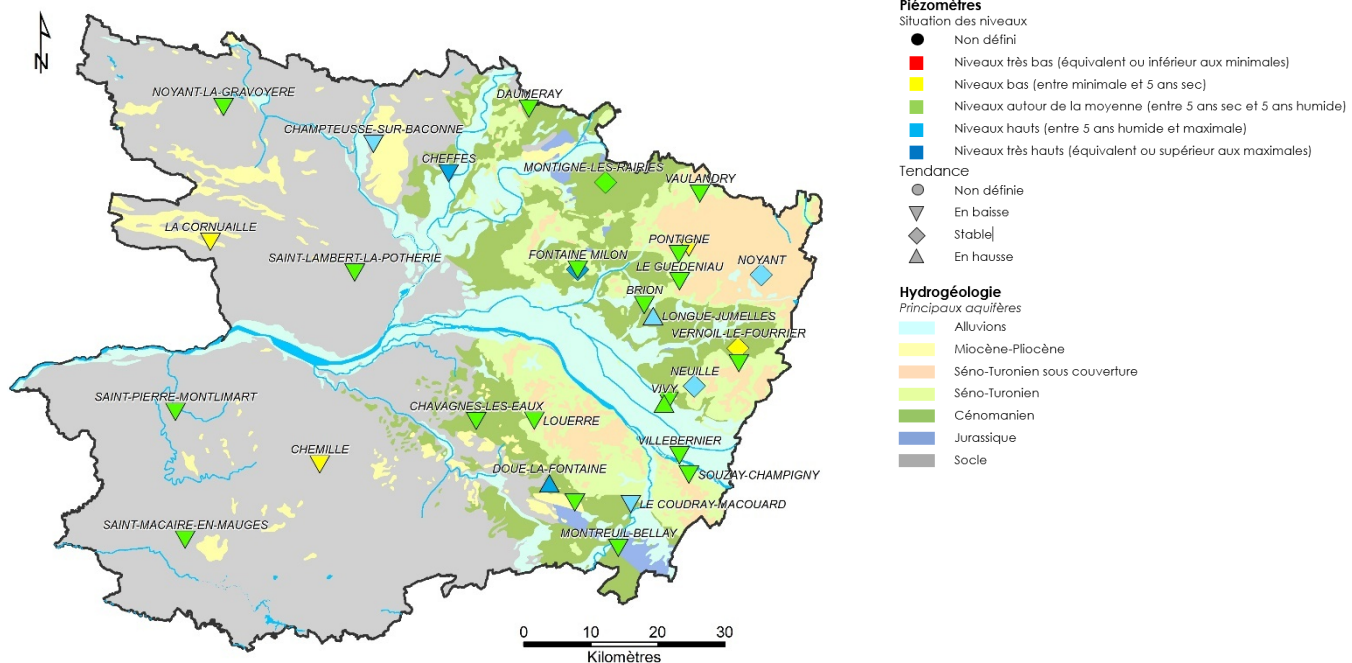 N
NOYANT-LA-GRAVOYERE
DAUMERAY
CHAMPTEUSSE-SUR-BACONNE
CHEFFES
MONTIGNE-LES-RAIRIES
VAULANDRY
LA CORNUAILLE
SAINT-LAMBERT-LA-POTHERIE
PONTIGNE
FONTAINE MILON
LE GUEDENIAU
NOYANT
BRION
LONGUE-JUMELLES
VERNOIL-LE-FOURRIER
NEUILLE
VIVY
SAINT-PIERRE-MONTLIMART
CHAVAGNES-LES-EAUX
LOUERRE
CHEMILLE
VILLEBERNIER
DOUE-LA-FONTAINE
SOUZAY-CHAMPIGNY
LE COUDRAY-MACOUARD
SAINT-MACAIRE-EN-MAUGES
MONTREUIL-BELLAY
0 10 20 30
Kilomètres
Piézomètres
Situation des niveaux
Non défini
Niveaux très bas (équivalent ou inférieur aux minimales)
Niveaux bas (entre minimale et 5 ans sec)
Niveaux autour de la moyenne (entre 5 ans sec et 5 ans humide)
Niveaux hauts (entre 5 ans humide et maximale)
Niveaux très hauts (équivalent ou supérieur aux maximales)
Tendance
Non définie
En baisse
Stable
En hausse
Hydrogéologie
Principaux aquifères
Alluvions
Miocène-Pliocène
Séno-Turonien sous couverture
Séno-Turonien
Cénomanien
Jurassique
Socle